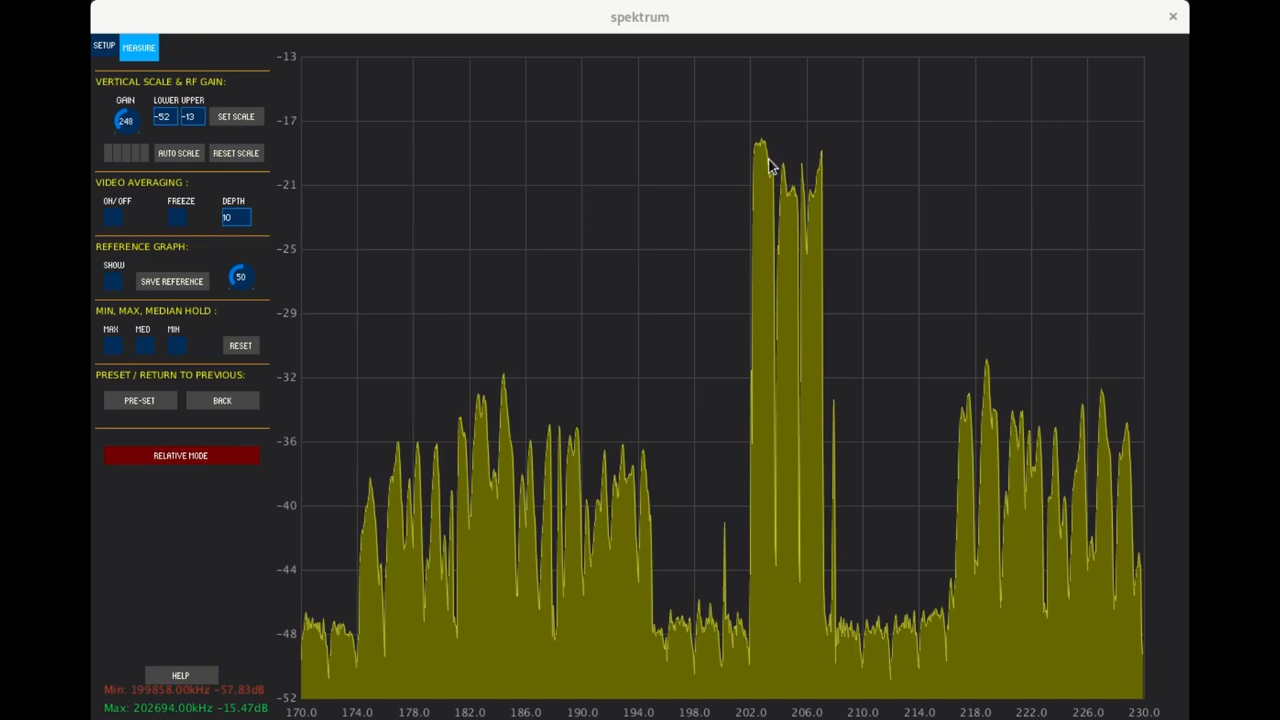 spektrum ×
SETUP MEASURE
VERTICAL SCALE & RF GAIN:
GAIN LOWER UPPER
248 -52 -13 SET SCALE
AUTO SCALE RESET SCALE
VIDEO AVERAGING :
ON/OFF FREEZE DEPTH
10
REFERENCE GRAPH:
SHOW
SAVE REFERENCE 50
MIN, MAX, MEDIAN HOLD :
MAX MED MIN
RESET
PRESET / RETURN TO PREVIOUS:
PRE-SET BACK
RELATIVE MODE
HELP
Min: 199858.00kHz -57.83dB
Max: 202694.00kHz -15.47dB
-13
-17
-21
-25
-29
-32
-36
-40
-44
-48
-52
170.0 174.0 178.0 182.0 186.0 190.0 194.0 198.0 202.0 206.0 210.0 214.0 218.0 222.0 226.0 230.0